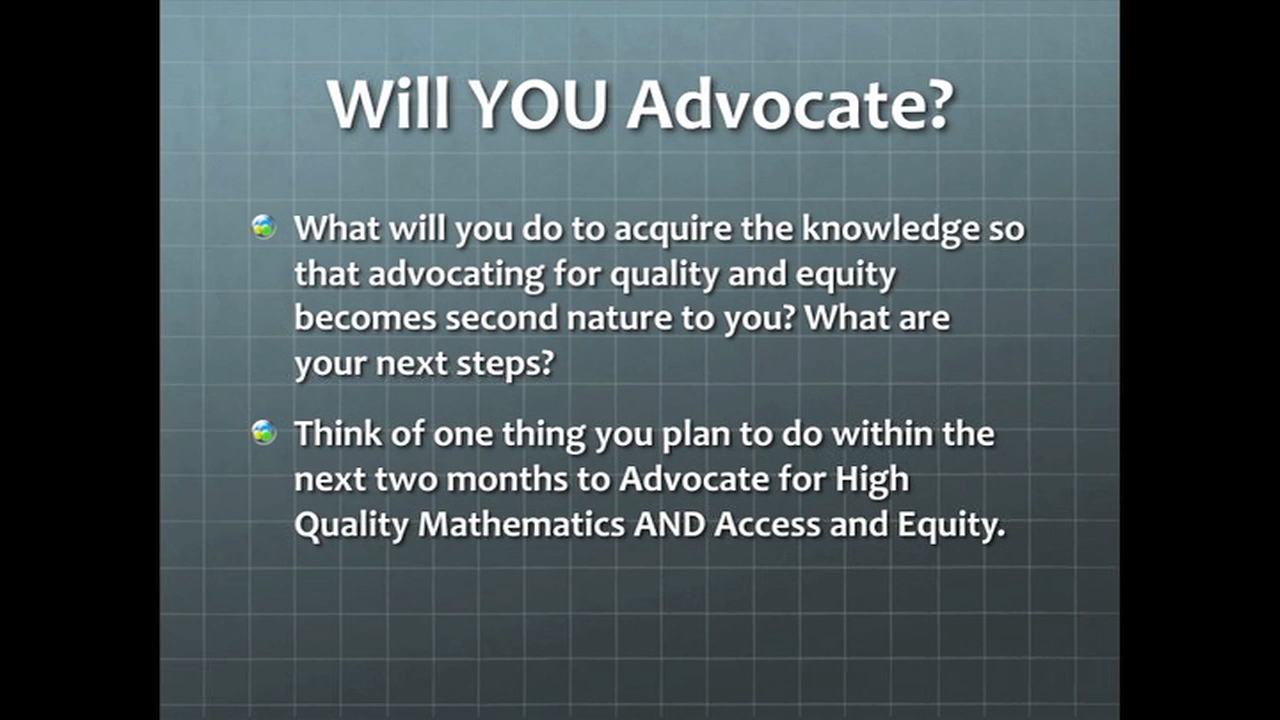 Will YOU Advocate?
What will you do to acquire the knowledge so
that advocating for quality and equity
becomes second nature to you? What are
your next steps?
Think of one thing you plan to do within the
next two months to Advocate for High
Quality Mathematics AND Access and Equity.